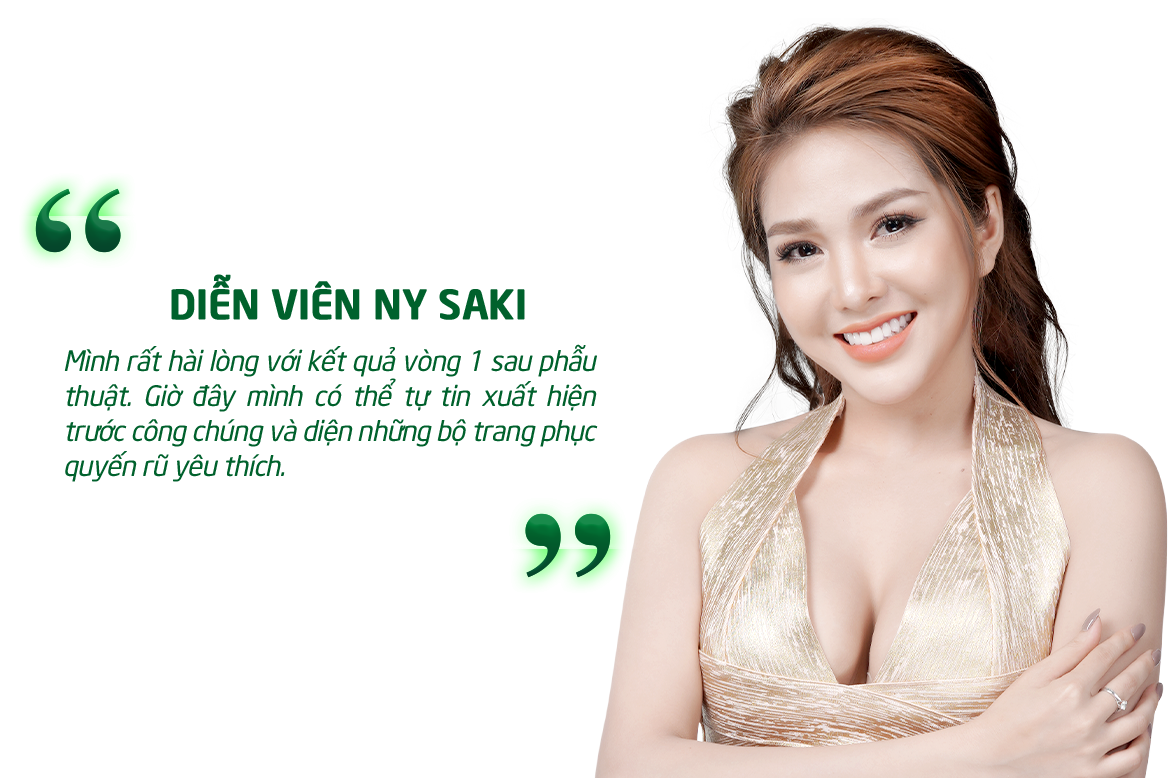 DIỄN VIÊN NY SAKI
Mình rất hài lòng với kết quả vòng 1 sau phẫu
thuật. Giờ đây mình có thể tự tin xuất hiện
trước công chúng và diện những bộ trang phục
quyến rũ yêu thích.